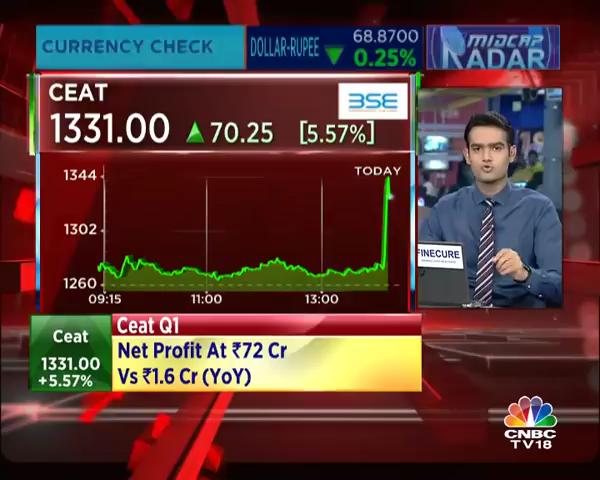 CURRENCY CHECK
DOLLAR-RUPEE
68.8700
▼ 0.25%
MIDCAP
RADAR
CEAT
BSE
1331.00 ▲ 70.25 [5.57%]
TODAY
1344
1302
1260
09:15 11:00 13:00
FINECURE
Ceat
1331.00
+5.57%
Ceat Q1
Net Profit At ₹72 Cr
Vs ₹1.6 Cr (YoY)
CNBC
TV18